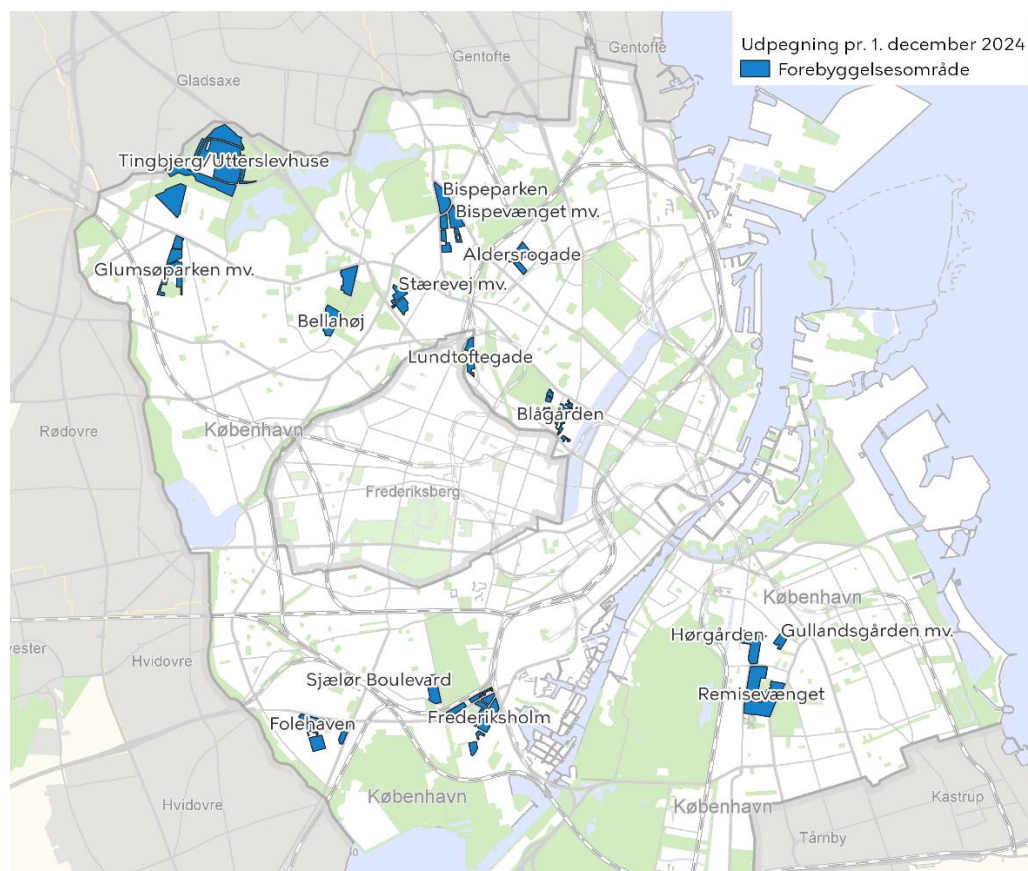 Udpegning pr. 1. december 2024
Forebyggelsesområde
Gentofte
Gentofte
Gladsaxe
Tingbjerg/Utterslevhuse
Bispeparken
Bispevænget mv.
Aldersrogade
Glumsøparken mv.
Stærevej mv.
Bellahøj
Lundtoftegade
Blågården
Rødovre
København
Frederiksberg
København
Hørgården
Gullandsgården mv.
vester
Hvidovre
Sjælør Boulevard
Remisevænget
Folehaven
Frederiksholm
København
Hvidovre
København
Kastrup
Tårnby